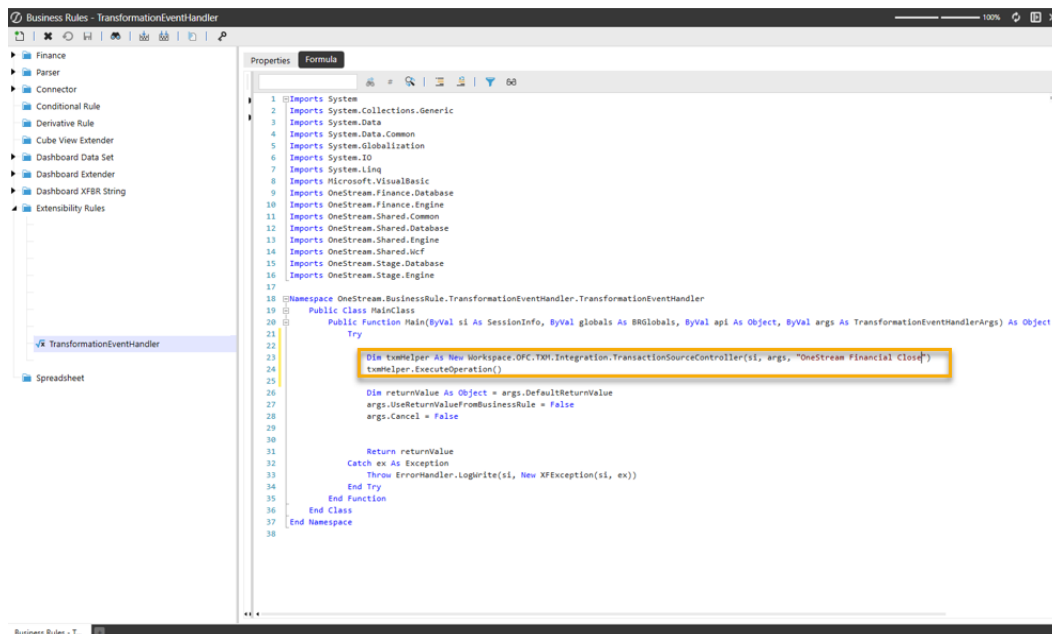 Business Rules - TransformationEventHandler
100%
Finance
Parser
Connector
Conditional Rule
Derivative Rule
Cube View Extender
Dashboard Data Set
Dashboard Extender
Dashboard XFBR String
Extensibility Rules
TransformationEventHandler
Spreadsheet
Properties Formula
1 Imports System
2 Imports System.Collections.Generic
3 Imports System.Data
4 Imports System.Data.Common
5 Imports System.Globalization
6 Imports System.IO
7 Imports System.Linq
8 Imports Microsoft.VisualBasic
9 Imports OneStream.Finance.Database
10 Imports OneStream.Finance.Engine
11 Imports OneStream.Shared.Common
12 Imports OneStream.Shared.Database
13 Imports OneStream.Shared.Engine
14 Imports OneStream.Shared.Wcf
15 Imports OneStream.Stage.Database
16 Imports OneStream.Stage.Engine
17
18 Namespace OneStream.BusinessRule.TransformationEventHandler.TransformationEventHandler
19 Public Class MainClass
20 Public Function Main(ByVal si As SessionInfo, ByVal globals As BRGlobals, ByVal api As Object, ByVal args As TransformationEventHandlerArgs) As Object
21 Try
22
23 Dim txmHelper As New Workspace.OFC.TXM.Integration.TransactionSourceController(si, args, "OneStream Financial Close")
24 txmHelper.ExecuteOperation()
25
26 Dim returnValue As Object = args.DefaultReturnValue
27 args.UseReturnValueFromBusinessRule = False
28 args.Cancel = False
29
30
31 Return returnValue
32 Catch ex As Exception
33 Throw ErrorHandler.LogWrite(si, New XFException(si, ex))
34 End Try
35 End Function
36 End Class
37 End Namespace
38
Business Rules - T...